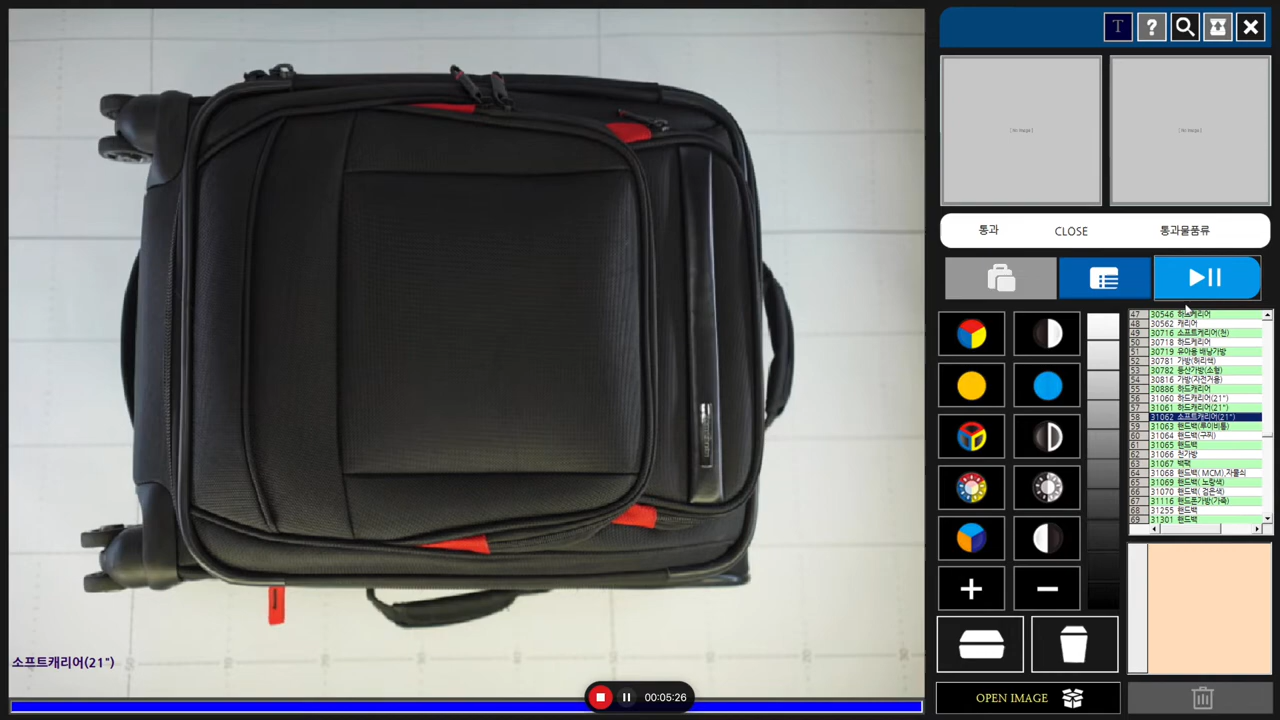 T ?
[ No Image ] [ No Image ]
통과 CLOSE 통과물품류
47 30546 하드캐리어
48 30562 캐리어
49 30716 소프트캐리어(천)
50 30718 하드케리어
51 30719 유아용 배낭가방
52 30781 가방(허리쌕)
53 30782 등산가방(소형)
54 30816 가방(자전거용)
55 30886 하드캐리어
56 31060 하드캐리어(21")
57 31061 하드캐리어(21")
58 31062 소프트캐리어(21")
59 31063 핸드백(루이비통)
60 31064 핸드백(구찌)
61 31065 핸드백
62 31066 천가방
63 31067 백팩
64 31068 핸드백( MCM) 자물쇠
65 31069 핸드백( 노랑색)
66 31070 핸드백( 검은색)
67 31116 핸드폰가방(가죽)
68 31255 핸드백
69 31301 핸드백
소프트캐리어(21")
00:05:26
OPEN IMAGE